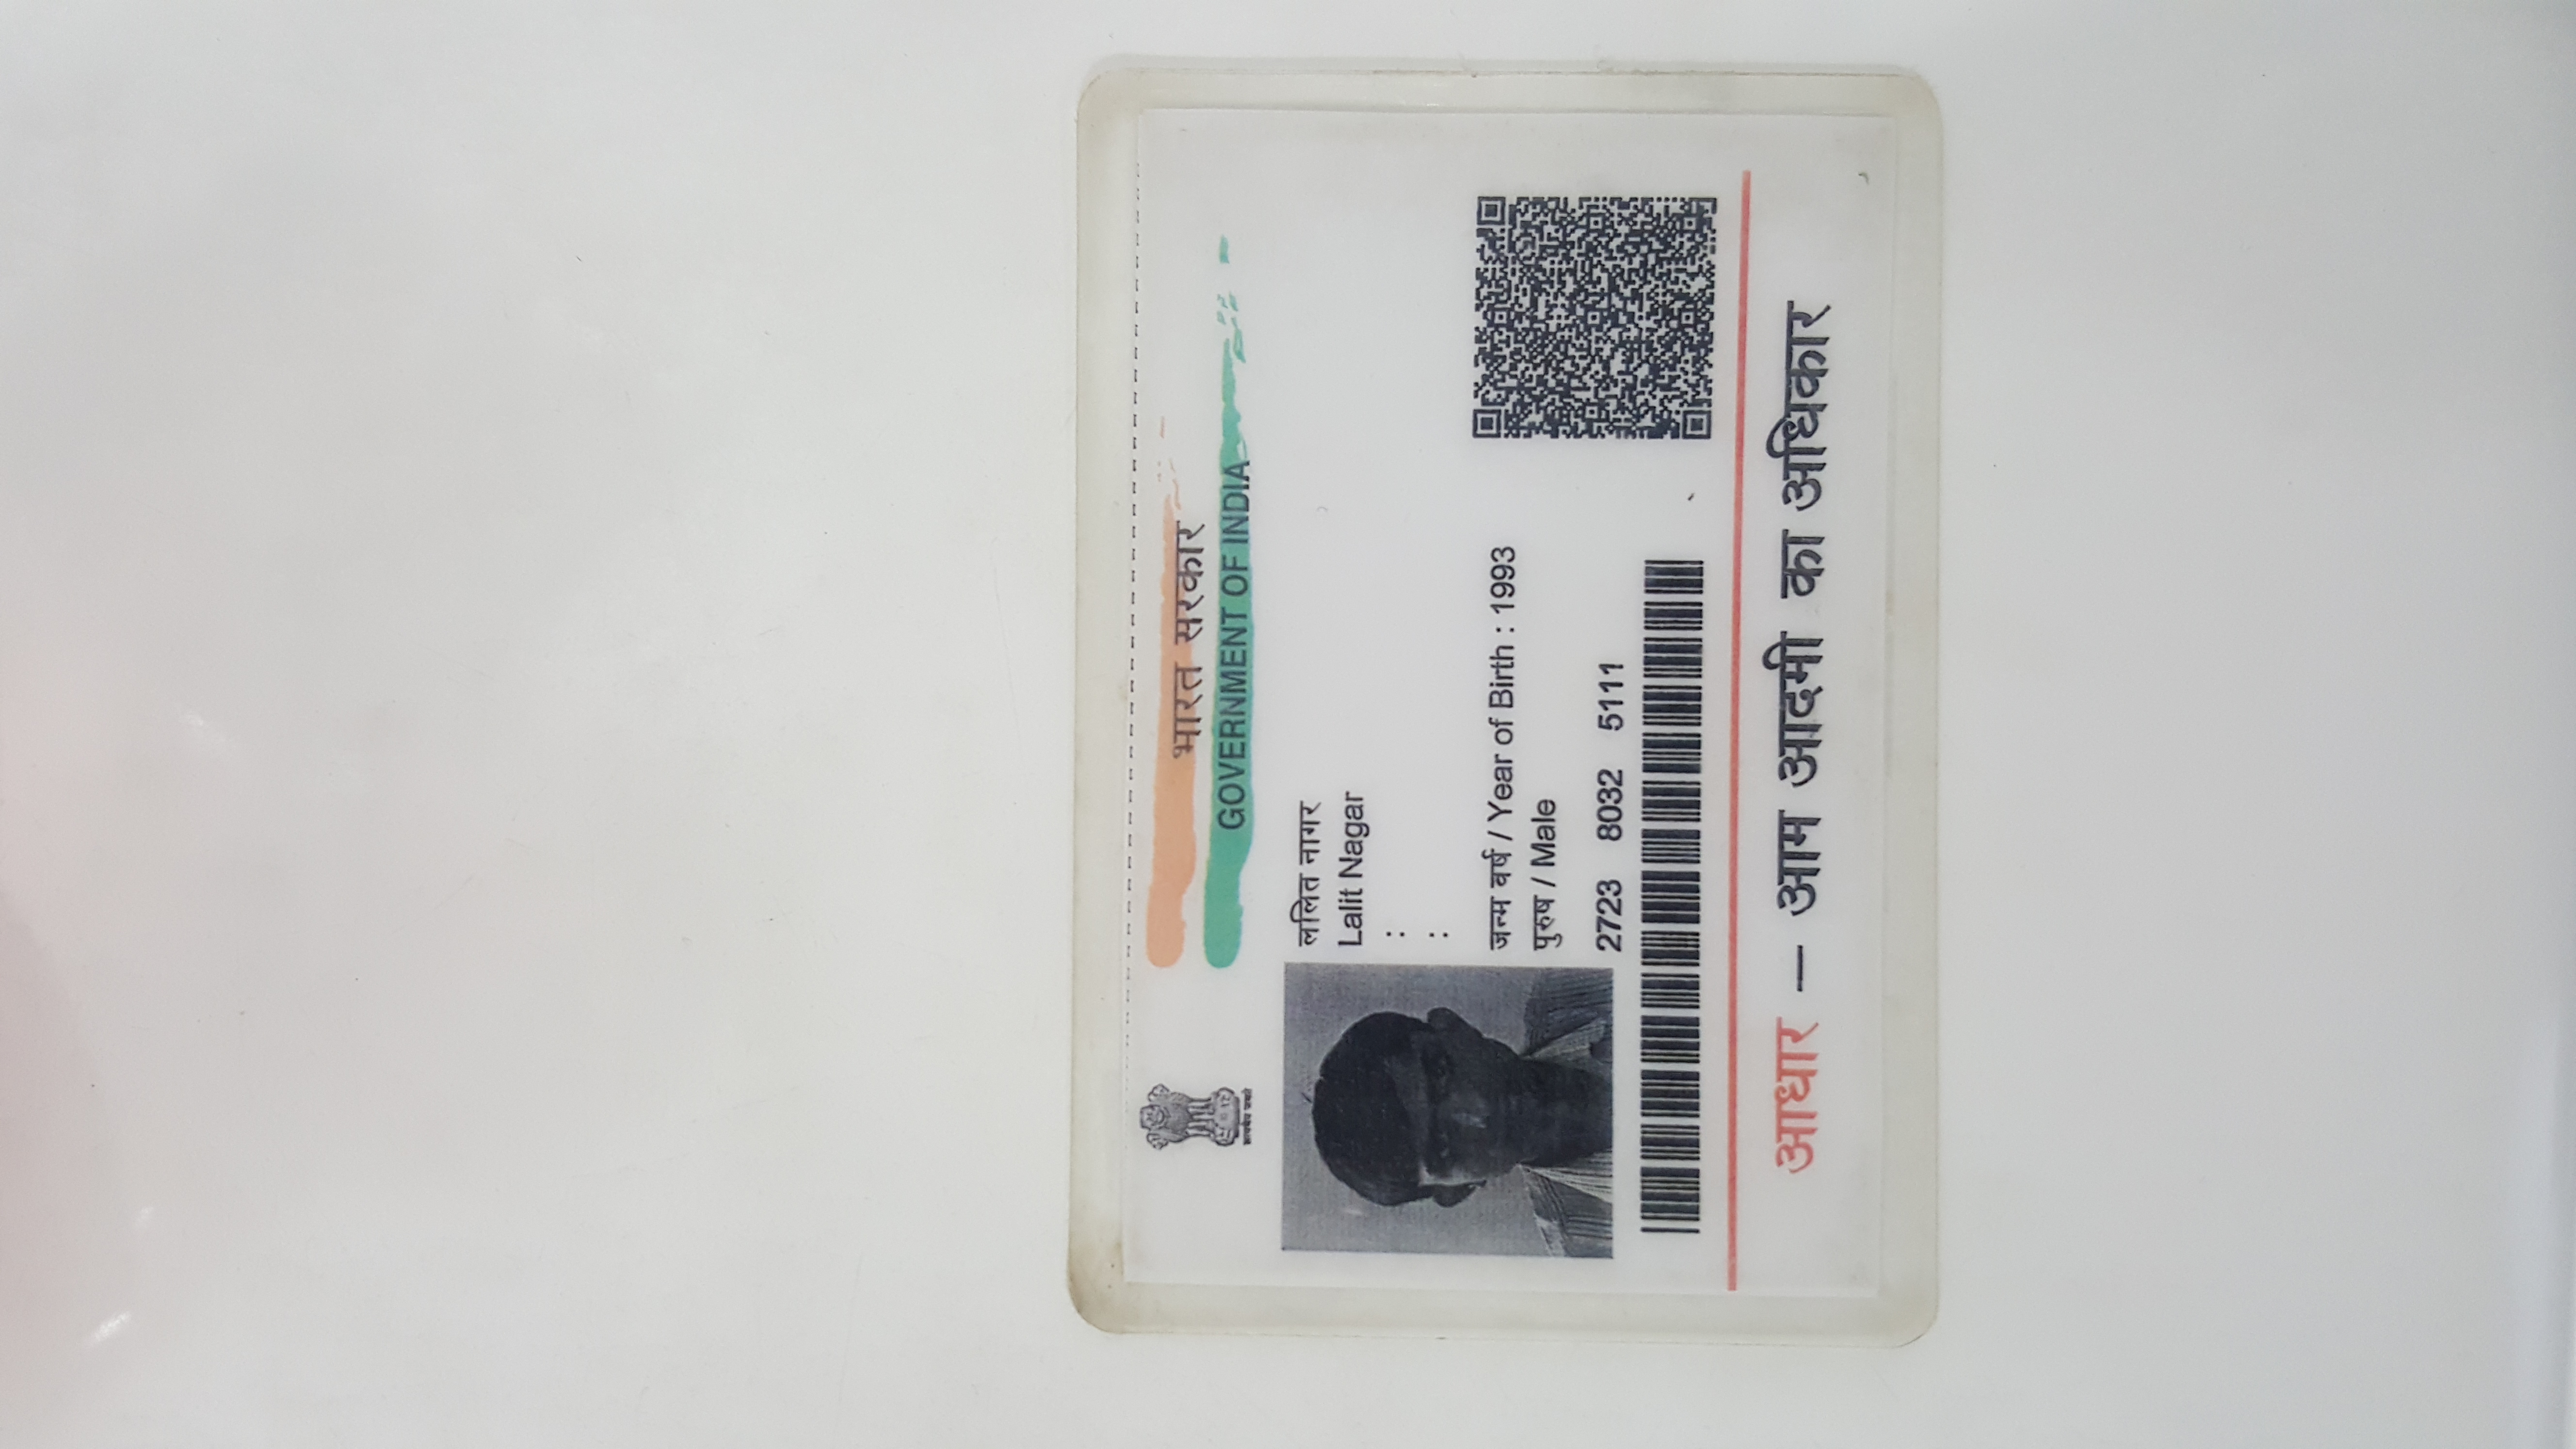 सत्यमेव जयते
भारत सरकार
GOVERNMENT OF INDIA
ललित नागर
Lalit Nagar
:
:
जन्म वर्ष / Year of Birth : 1993
पुरुष / Male
2723 8032 5111
आधार – आम आदमी का अधिकार